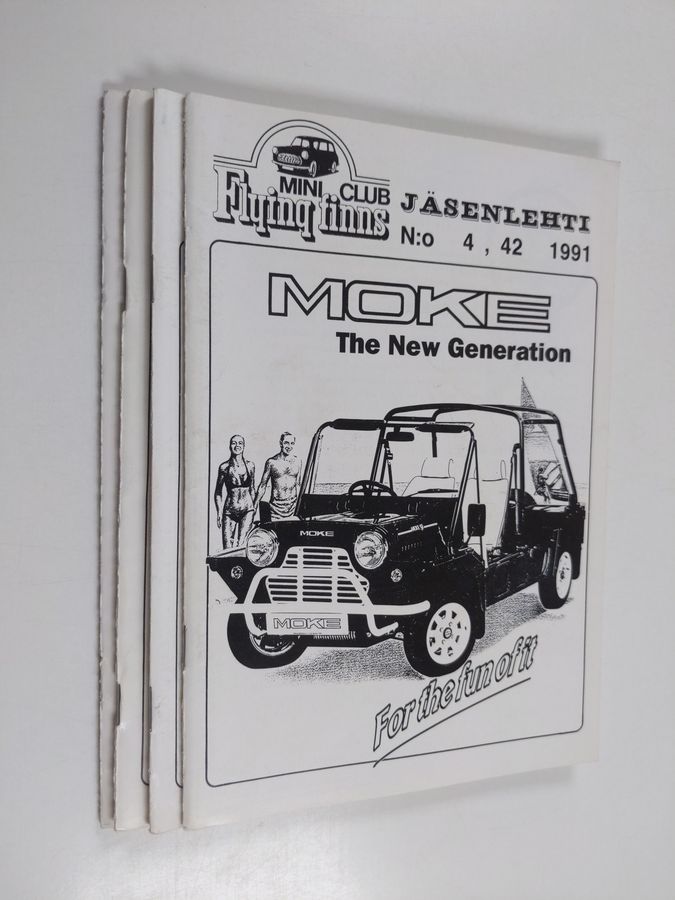 MINI CLUB
Flying finns
JÄSENLEHTI
N:o 4 , 42 1991
MOKE
The New Generation
MOKE
MOKE
For the fun of it